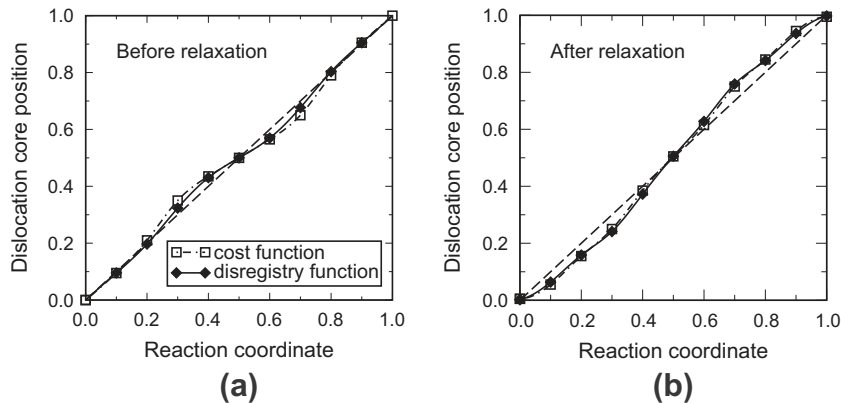 Before relaxation
Dislocation core position
1.0
0.8
0.6
0.4
0.2
0.0
cost function
disregistry function
0.0 0.2 0.4 0.6 0.8 1.0
Reaction coordinate
(a)
After relaxation
Dislocation core position
1.0
0.8
0.6
0.4
0.2
0.0
0.0 0.2 0.4 0.6 0.8 1.0
Reaction coordinate
(b)